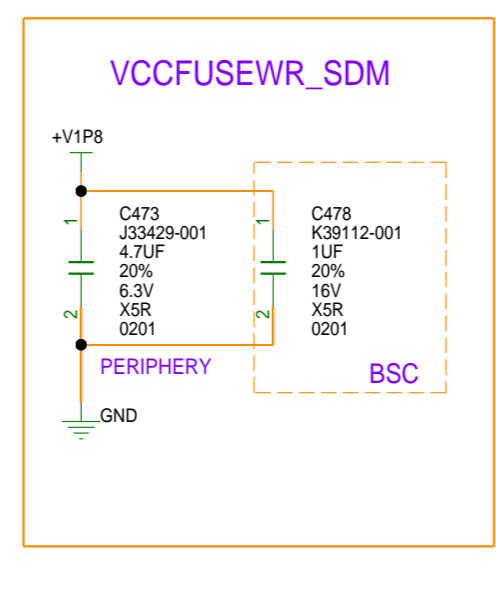 VCCFUSEWR_SDM
+V1P8
1
C473
J33429-001
4.7UF
20%
6.3V
X5R
0201
2
1
C478
K39112-001
1UF
20%
16V
X5R
0201
2
PERIPHERY
BSC
GND